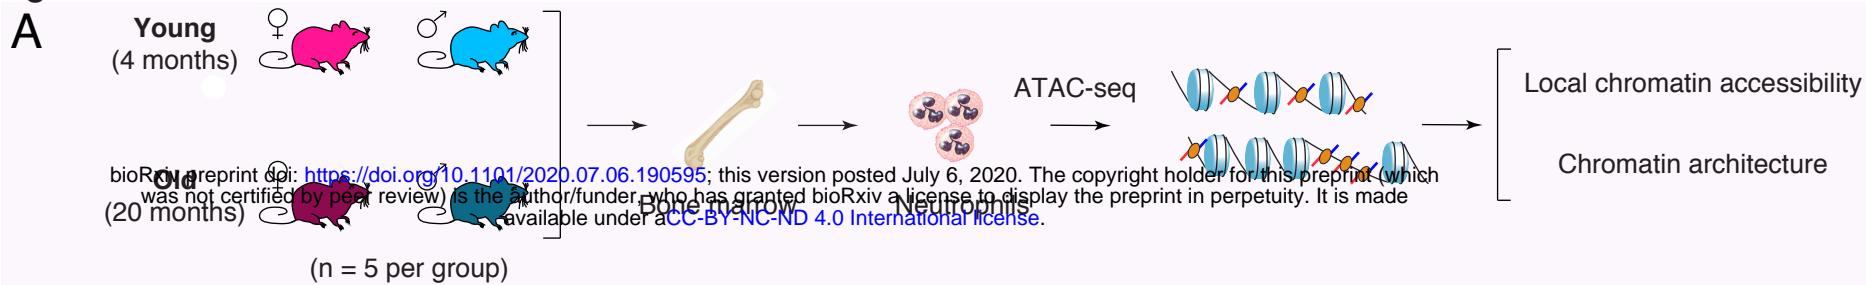 A
Young
(4 months)
ATAC-seq
Local chromatin accessibility
Chromatin architecture
bioRxiv preprint doi: https://doi.org/10.1101/2020.07.06.190595; this version posted July 6, 2020. The copyright holder for this preprint (which
was not certified by peer review) is the author/funder, who has granted bioRxiv a license to display the preprint in perpetuity. It is made
available under aCC-BY-NC-ND 4.0 International license.
Old
(20 months)
Bone marrow
Neutrophils
(n = 5 per group)